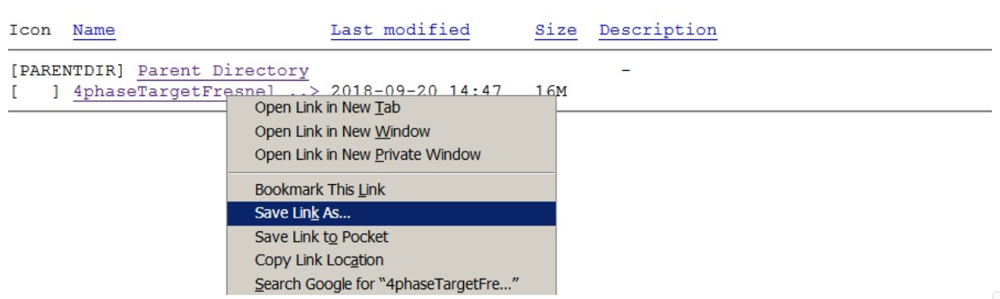 Icon Name Last modified Size Description
[PARENTDIR] Parent Directory -
[ ] 4phaseTargetFresnel ..> 2018-09-20 14:47 16M
Open Link in New Tab
Open Link in New Window
Open Link in New Private Window
Bookmark This Link
Save Link As...
Save Link to Pocket
Copy Link Location
Search Google for “4phaseTargetFre...”